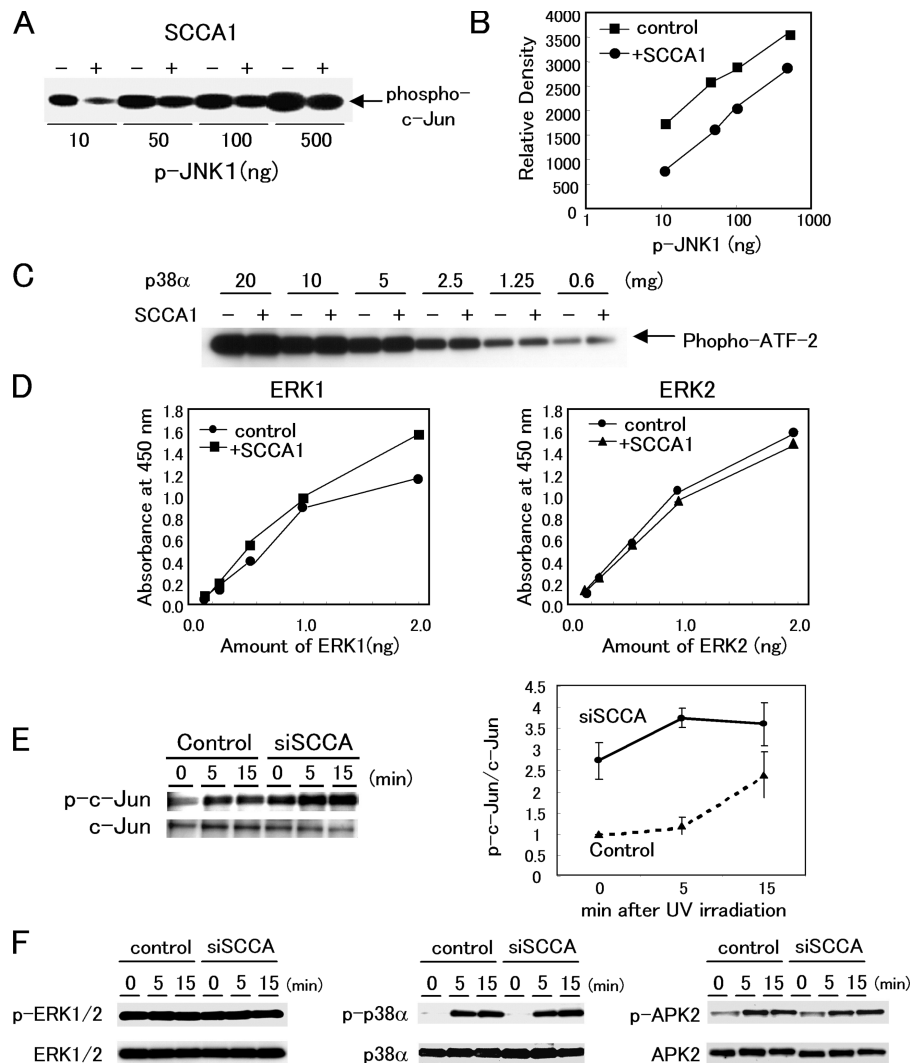 A
SCCA1
− + − + − + − +
phospho-
c-Jun
10 50 100 500
p-JNK1(ng)
B
Relative Density
4000
3500
3000
2500
2000
1500
1000
500
0
control
+SCCA1
1 10 100 1000
p-JNK1 (ng)
C
p38α 20 10 5 2.5 1.25 0.6 (mg)
SCCA1 − + − + − + − + − + − +
Phopho-ATF-2
D
ERK1
Absorbance at 450 nm
1.8
1.6
1.4
1.2
1.0
0.8
0.6
0.4
0.2
0.0
control
+SCCA1
0.0 1.0 2.0
Amount of ERK1(ng)
ERK2
Absorbance at 450 nm
1.8
1.6
1.2
1.0
0.8
0.4
0.2
0.0
control
+SCCA1
0.0 1.0 2.0
Amount of ERK2 (ng)
E
Control siSCCA
0 5 15 0 5 15 (min)
p-c-Jun
c-Jun
p-c-Jun/c-Jun
4.5
4
3.5
3
2.5
2
1.5
1
0.5
0
siSCCA
Control
0 5 15
min after UV irradiation
F
control siSCCA
0 5 15 0 5 15 (min)
p-ERK1/2
ERK1/2
control siSCCA
0 5 15 0 5 15 (min)
p-p38α
p38α
control siSCCA
0 5 15 0 5 15 (min)
p-APK2
APK2